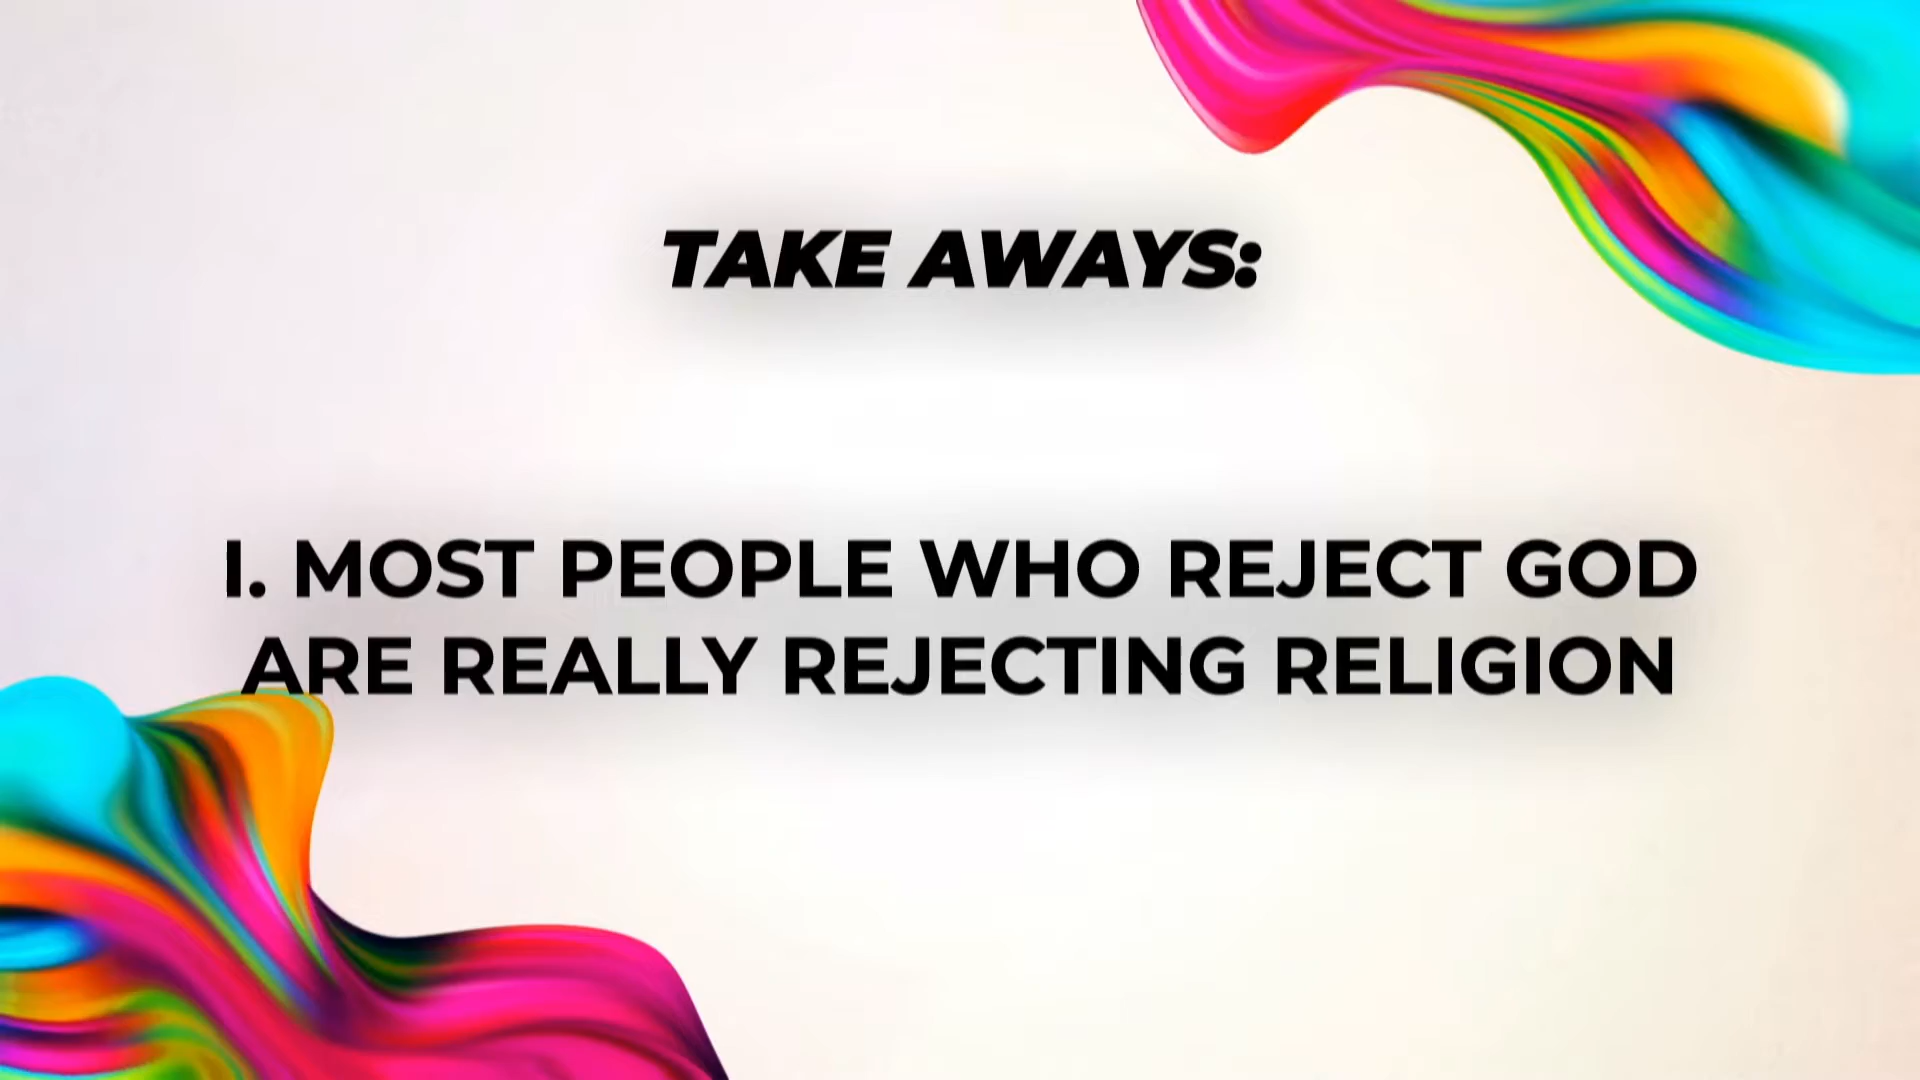 TAKE AWAYS:
I. MOST PEOPLE WHO REJECT GOD
ARE REALLY REJECTING RELIGION